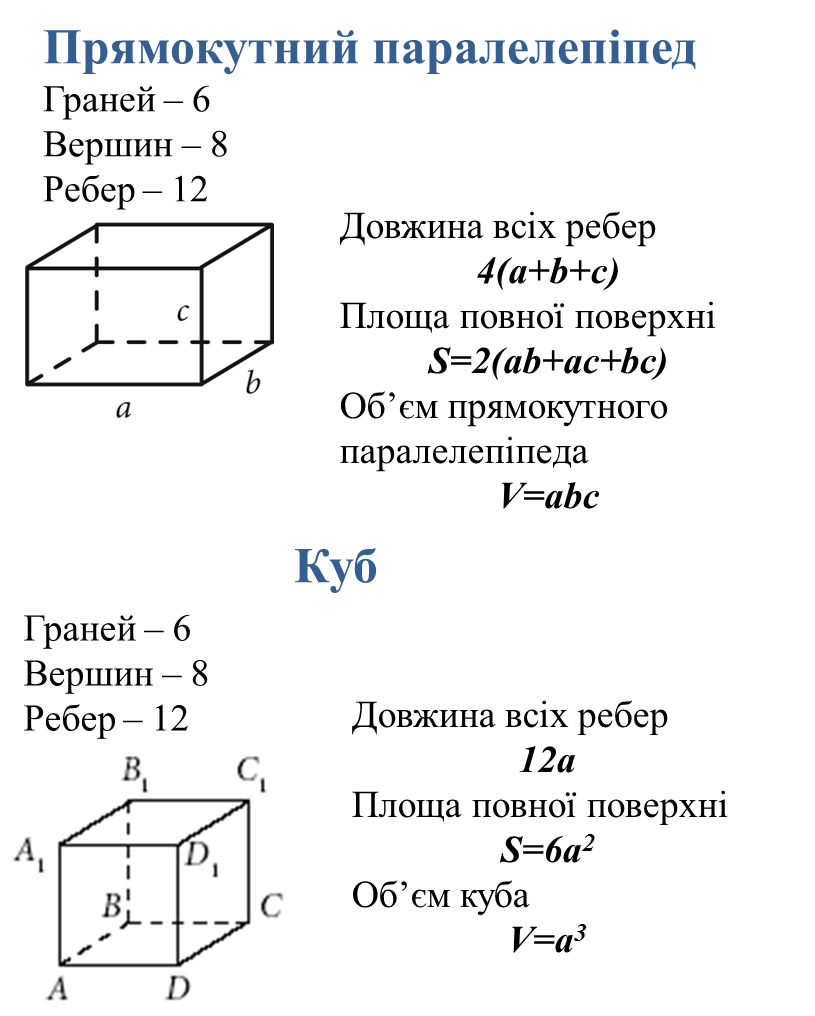 Прямокутний паралелепіпед
Граней – 6
Вершин – 8
Ребер – 12
Довжина всіх ребер
4(a+b+c)
Площа повної поверхні
S=2(ab+ac+bc)
Об’єм прямокутного
паралелепіпеда
V=abc
c
b
a
Куб
Граней – 6
Вершин – 8
Ребер – 12
Довжина всіх ребер
12a
Площа повної поверхні
S=6a²
Об’єм куба
V=a³
B₁ C₁
A₁ D₁
B C
A D